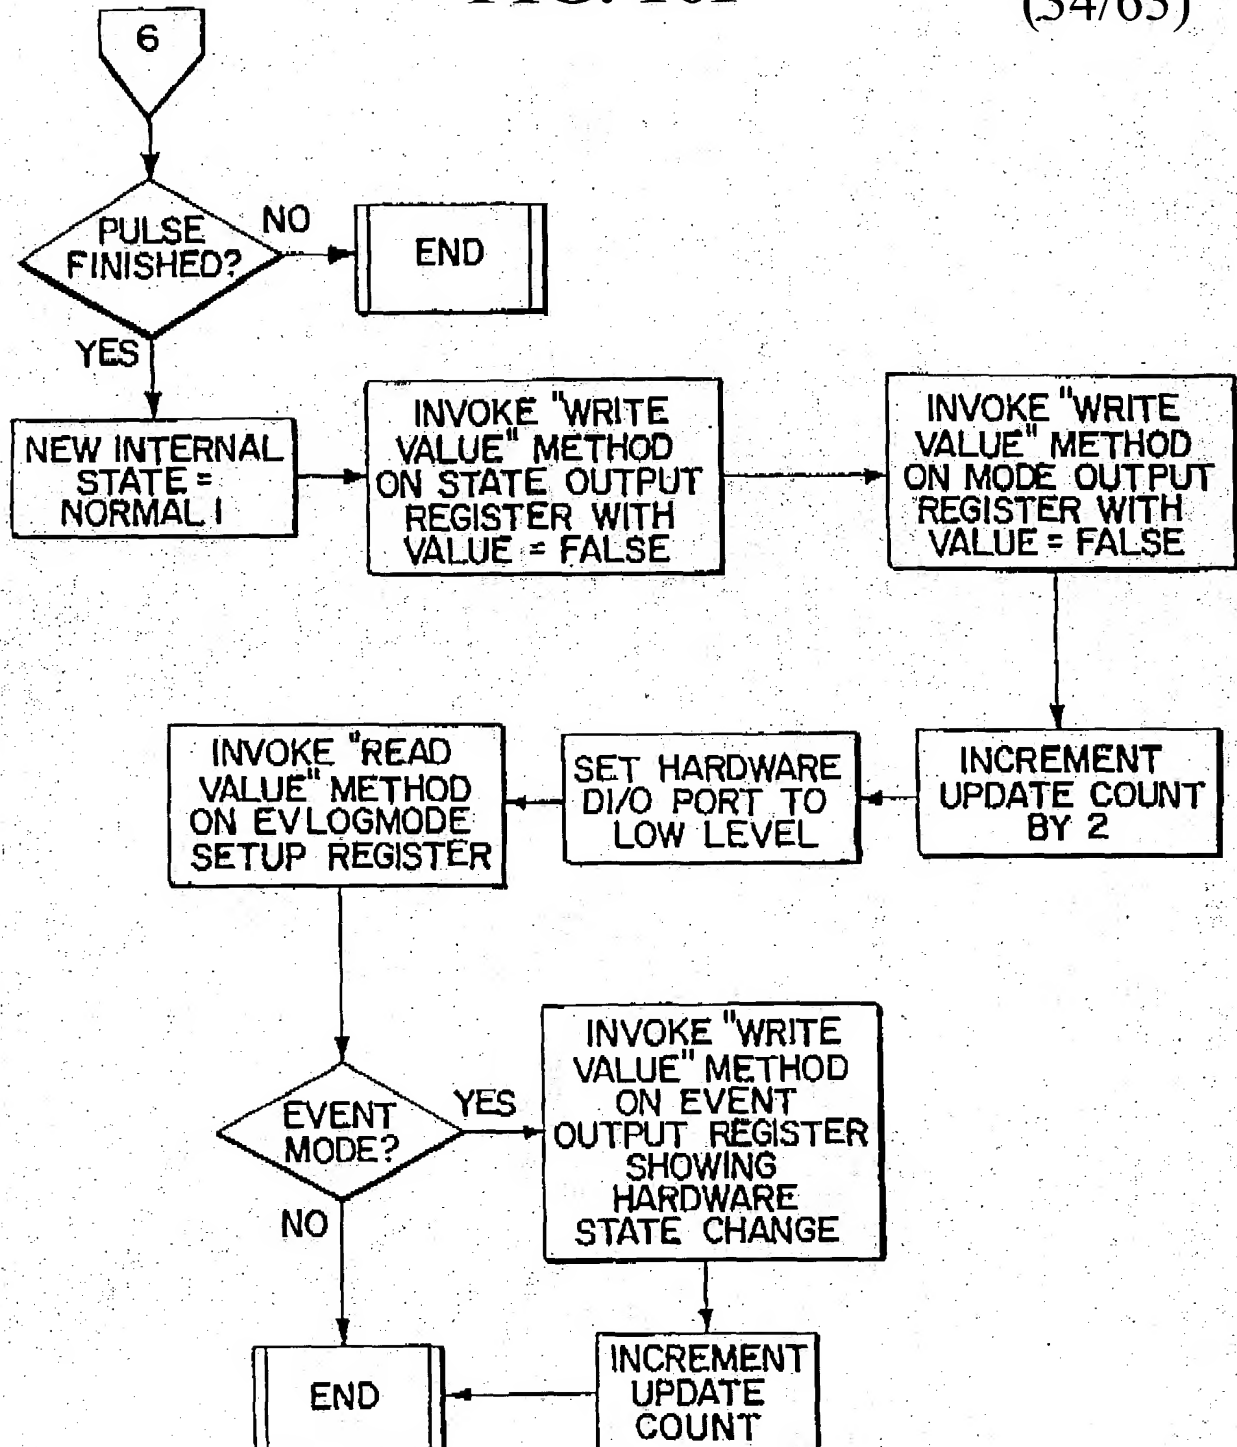 (34/63)
6
PULSE
FINISHED?
NO
END
YES
NEW INTERNAL
STATE =
NORMAL 1
INVOKE "WRITE
VALUE" METHOD
ON STATE OUTPUT
REGISTER WITH
VALUE = FALSE
INVOKE "WRITE
VALUE" METHOD
ON MODE OUTPUT
REGISTER WITH
VALUE = FALSE
INCREMENT
UPDATE COUNT
BY 2
SET HARDWARE
DI/O PORT TO
LOW LEVEL
INVOKE "READ
VALUE" METHOD
ON EVLOGMODE
SETUP REGISTER
EVENT
MODE?
YES
INVOKE "WRITE
VALUE" METHOD
ON EVENT
OUTPUT REGISTER
SHOWING
HARDWARE
STATE CHANGE
NO
END
INCREMENT
UPDATE
COUNT